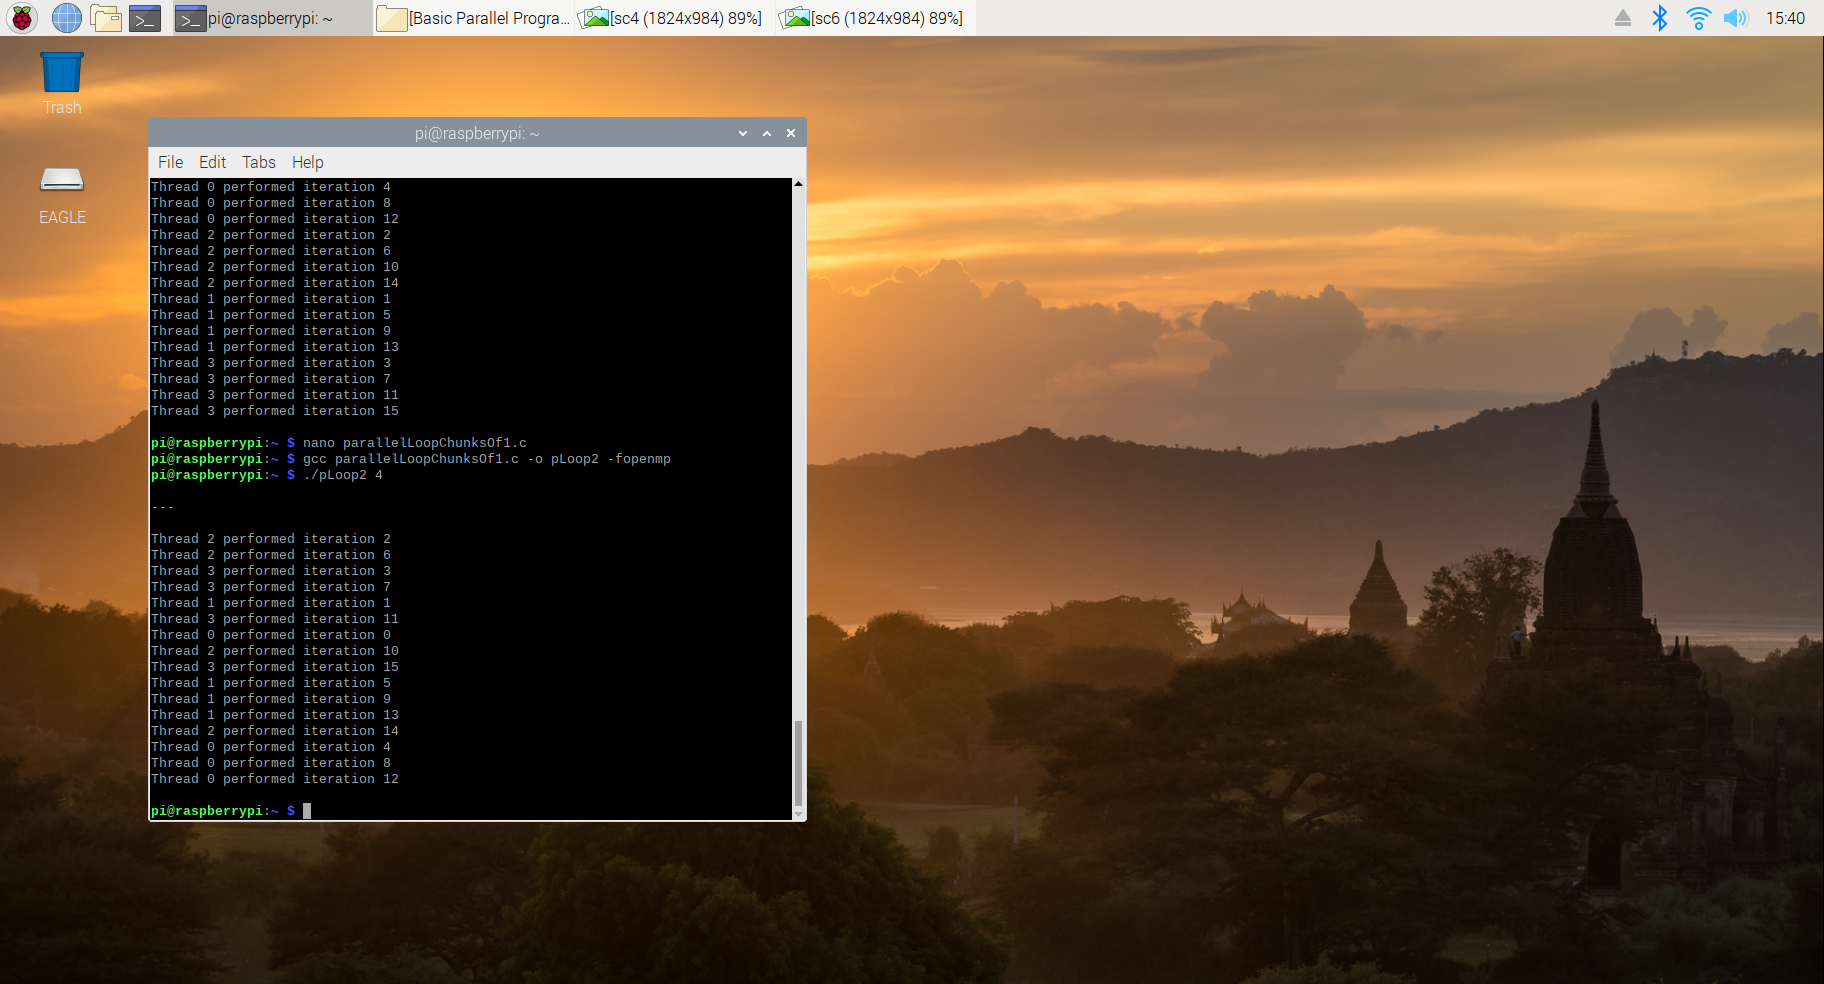 pi@raspberrypi: ~
[Basic Parallel Progra...
[sc4 (1824x984) 89%]
[sc6 (1824x984) 89%]
15:40
Trash
EAGLE
pi@raspberrypi: ~
File Edit Tabs Help
Thread 0 performed iteration 4
Thread 0 performed iteration 8
Thread 0 performed iteration 12
Thread 2 performed iteration 2
Thread 2 performed iteration 6
Thread 2 performed iteration 10
Thread 2 performed iteration 14
Thread 1 performed iteration 1
Thread 1 performed iteration 5
Thread 1 performed iteration 9
Thread 1 performed iteration 13
Thread 3 performed iteration 3
Thread 3 performed iteration 7
Thread 3 performed iteration 11
Thread 3 performed iteration 15
pi@raspberrypi:~ $ nano parallelLoopChunksOf1.c
pi@raspberrypi:~ $ gcc parallelLoopChunksOf1.c -o pLoop2 -fopenmp
pi@raspberrypi:~ $ ./pLoop2 4
---
Thread 2 performed iteration 2
Thread 2 performed iteration 6
Thread 3 performed iteration 3
Thread 3 performed iteration 7
Thread 1 performed iteration 1
Thread 3 performed iteration 11
Thread 0 performed iteration 0
Thread 2 performed iteration 10
Thread 3 performed iteration 15
Thread 1 performed iteration 5
Thread 1 performed iteration 9
Thread 1 performed iteration 13
Thread 2 performed iteration 14
Thread 0 performed iteration 4
Thread 0 performed iteration 8
Thread 0 performed iteration 12
pi@raspberrypi:~ $